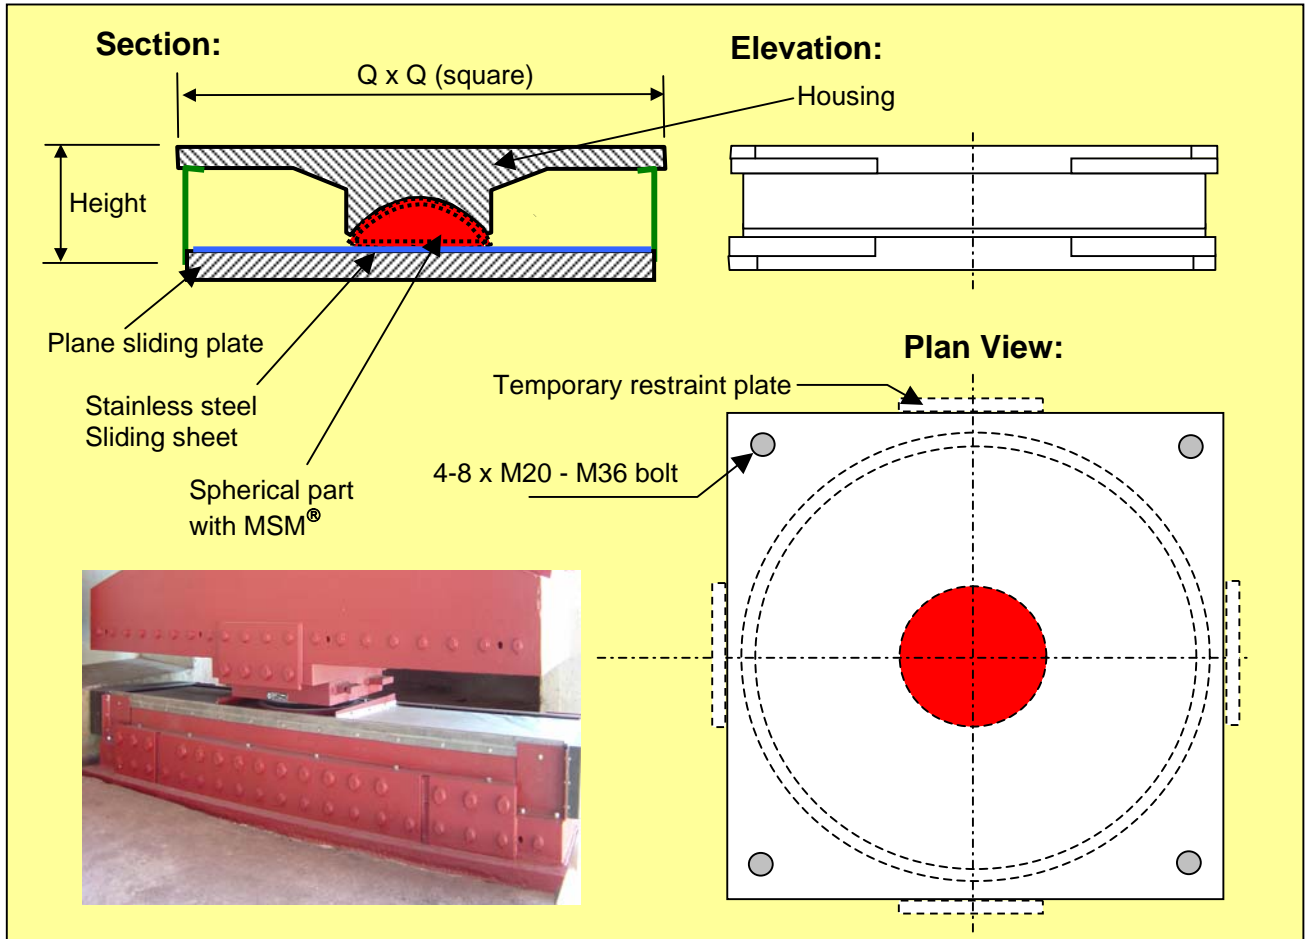 Section:
Elevation:
Q x Q (square)
Housing
Height
Plane sliding plate
Plan View:
Temporary restraint plate
Stainless steel
Sliding sheet
4-8 x M20 - M36 bolt
Spherical part
with MSM®